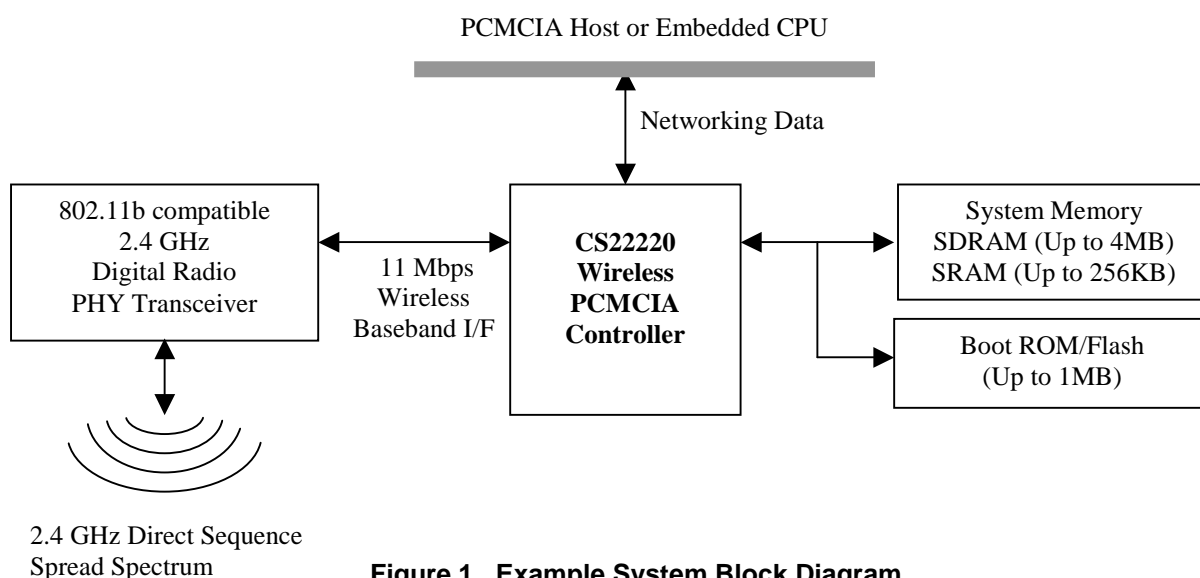 PCMCIA Host or Embedded CPU
Networking Data
802.11b compatible
2.4 GHz
Digital Radio
PHY Transceiver
11 Mbps
Wireless
Baseband I/F
CS22220
Wireless
PCMCIA
Controller
System Memory
SDRAM (Up to 4MB)
SRAM (Up to 256KB)
Boot ROM/Flash
(Up to 1MB)
2.4 GHz Direct Sequence
Spread Spectrum
Figure 1. Example System Block Diagram